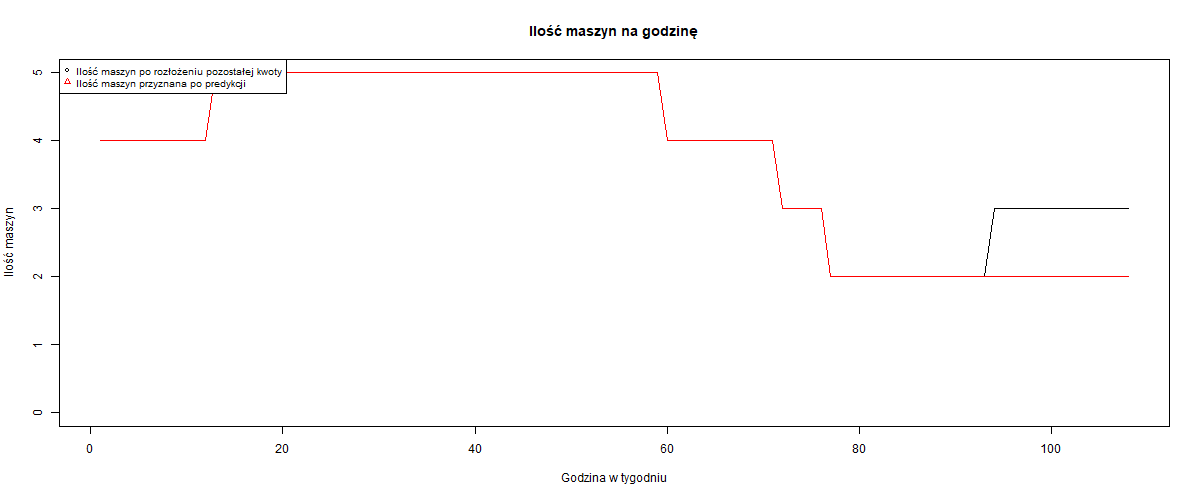 Ilość maszyn na godzinę
Ilość maszyn po rozłożeniu pozostałej kwoty
Ilość maszyn przyznana po predykcji
Ilość maszyn
5
4
3
2
1
0
0 20 40 60 80 100
Godzina w tygodniu